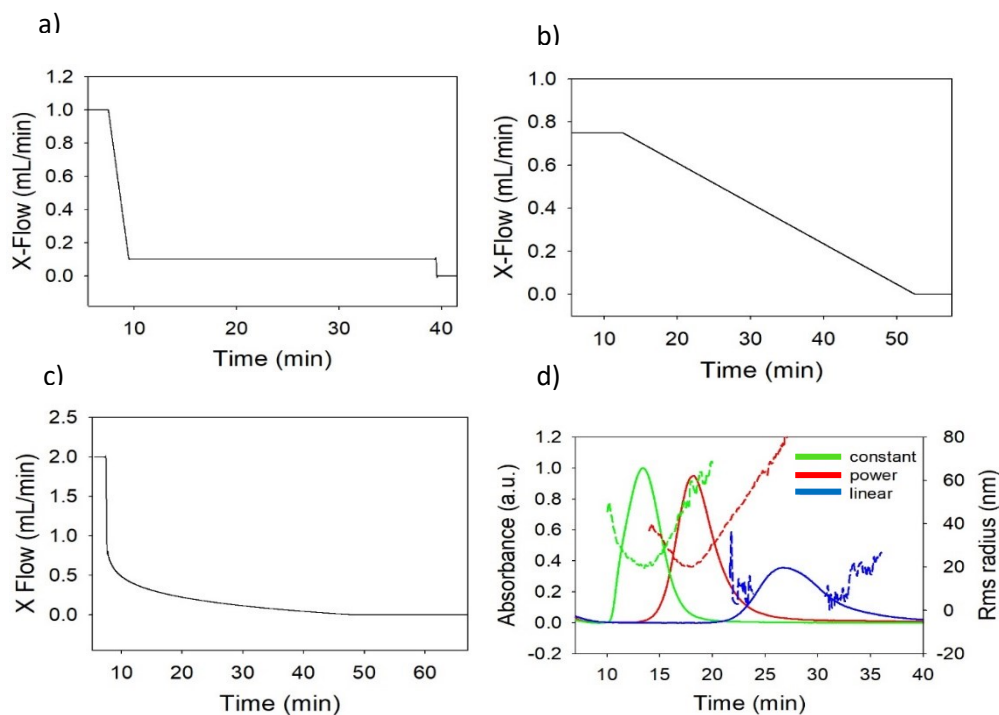 a)
1.2
1.0
0.8
0.6
0.4
0.2
0.0
X-Flow (mL/min)
10 20 30 40
Time (min)
b)
1.0
0.8
0.6
0.4
0.2
0.0
X-Flow (mL/min)
10 20 30 40 50
Time (min)
c)
2.5
2.0
1.5
1.0
0.5
0.0
X Flow (mL/min)
10 20 30 40 50 60
Time (min)
d)
1.2
1.0
0.8
0.6
0.4
0.2
0.0
-0.2
Absorbance (a.u.)
constant
power
linear
80
60
40
20
0
-20
Rms radius (nm)
10 15 20 25 30 35 40
Time (min)